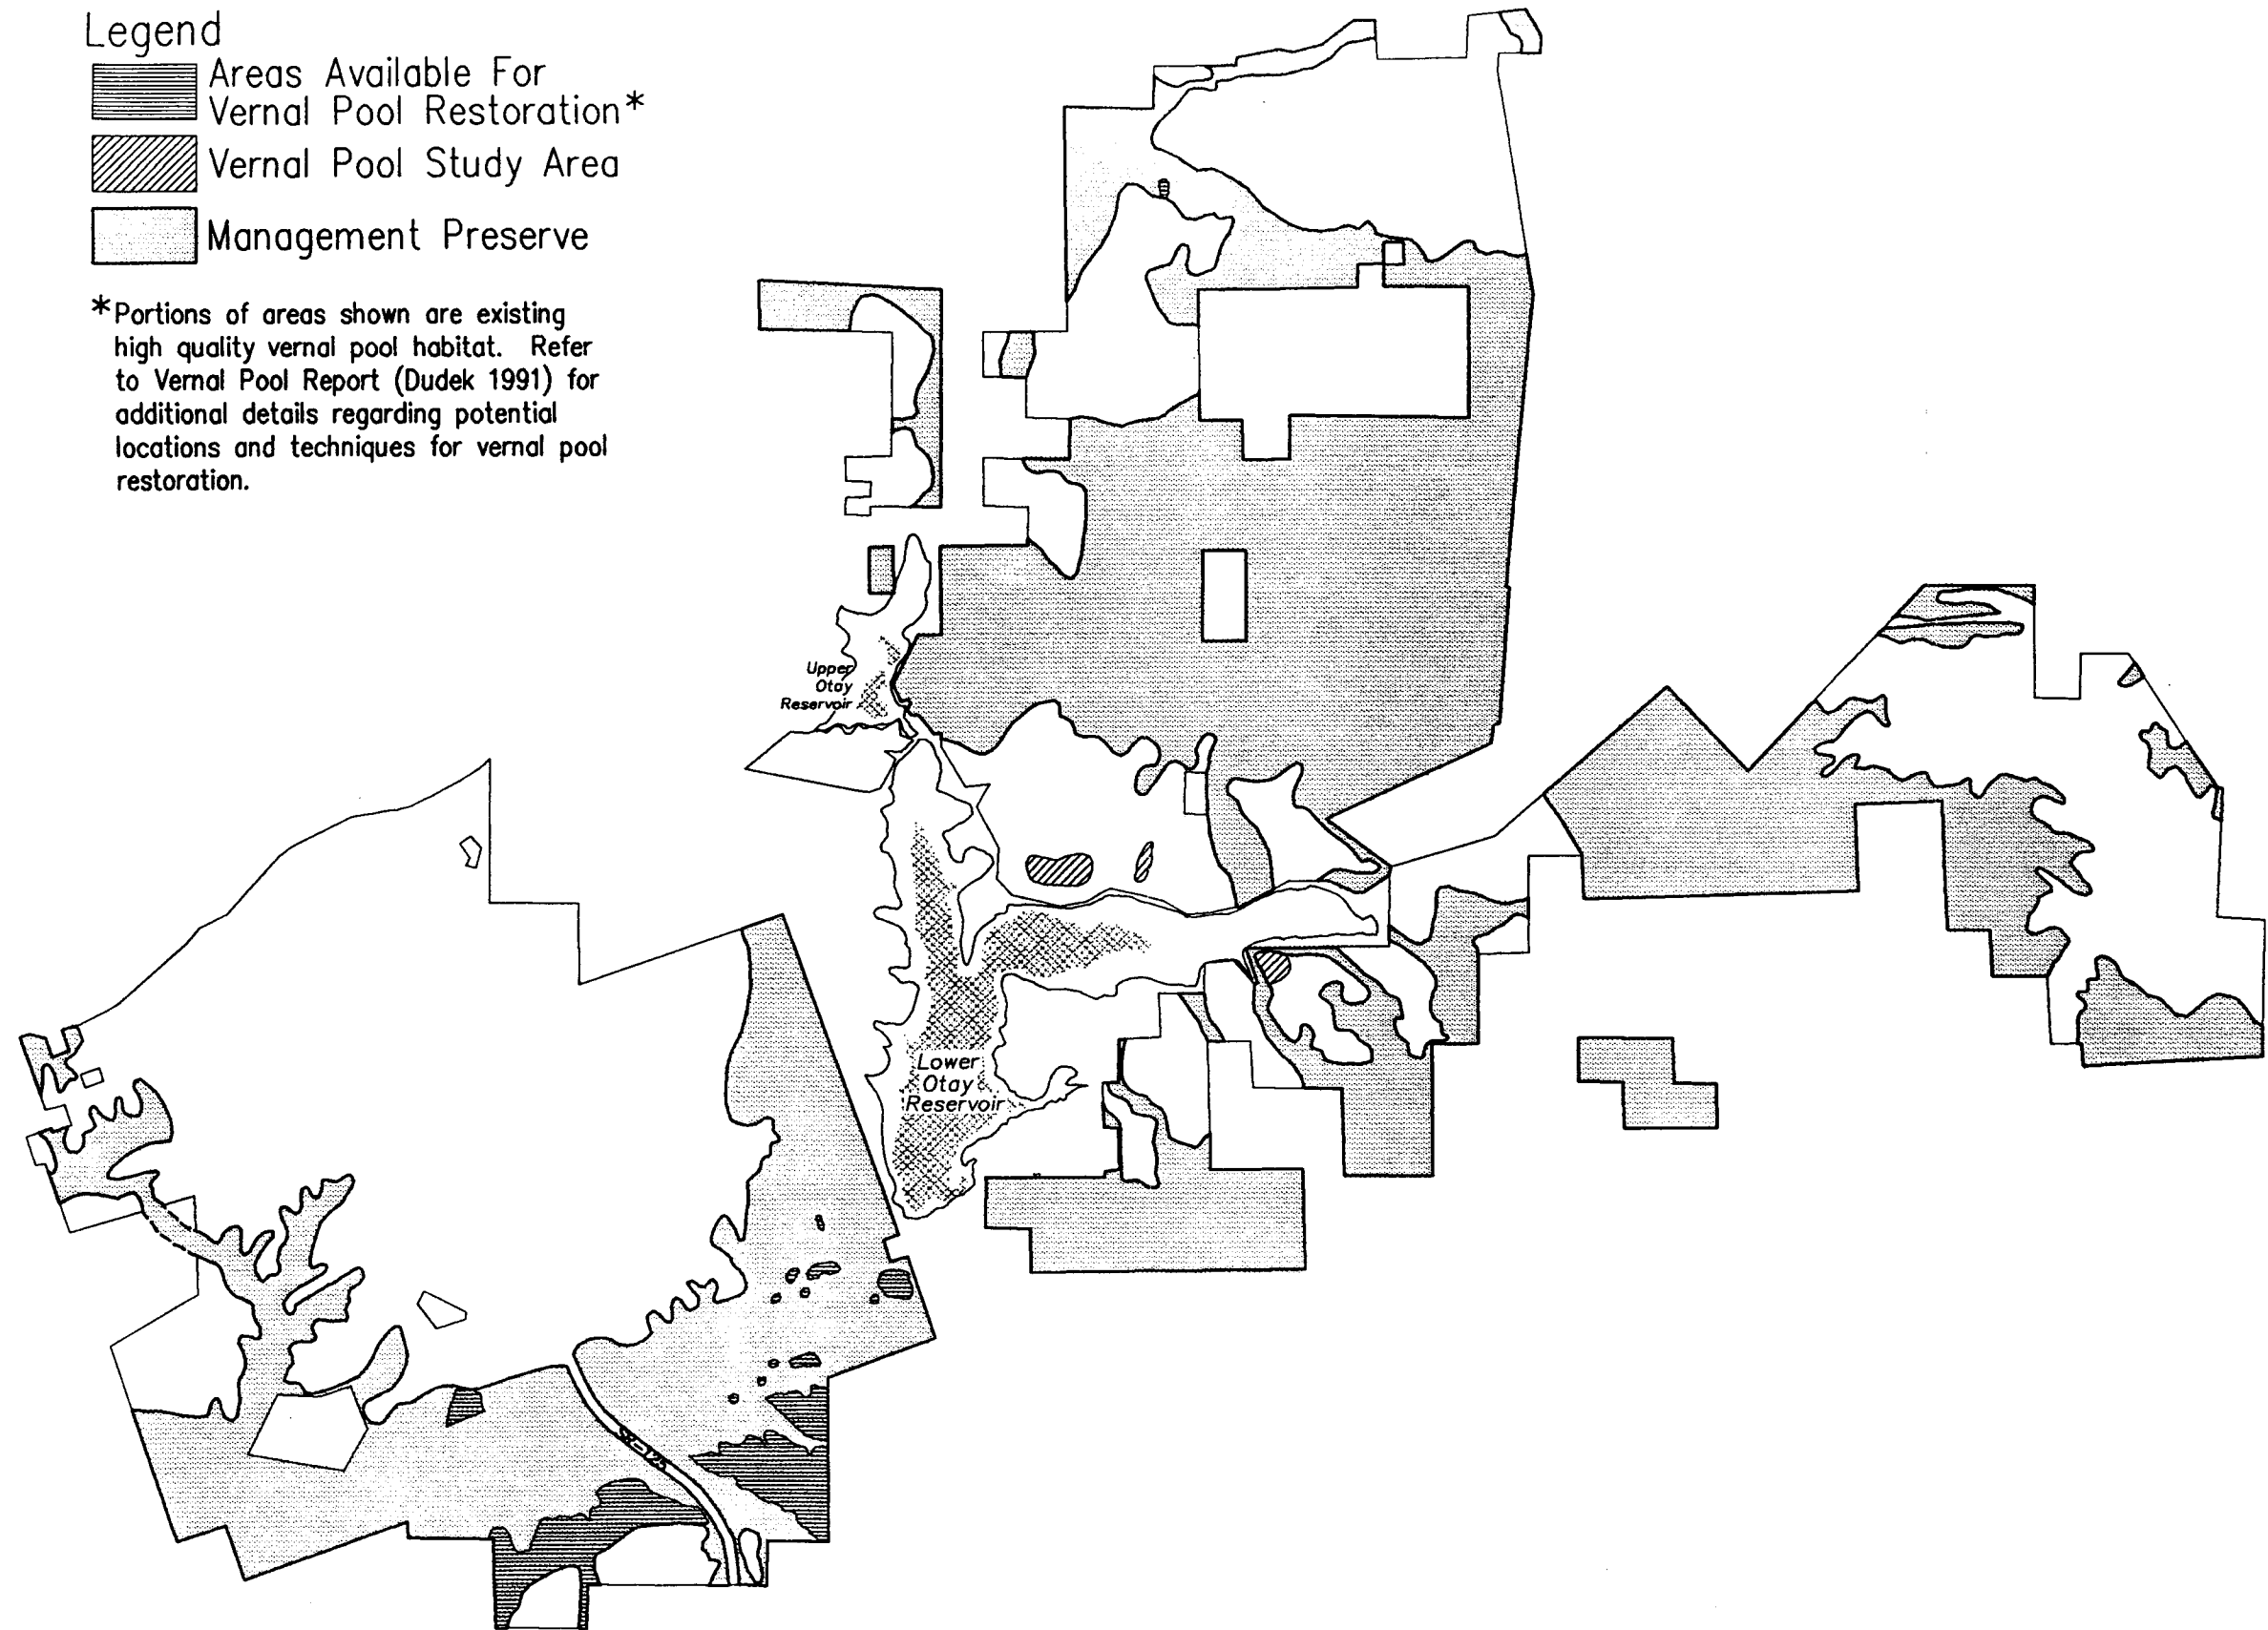 Legend
Areas Available For
Vernal Pool Restoration*
Vernal Pool Study Area
Management Preserve
*Portions of areas shown are existing
high quality vernal pool habitat. Refer
to Vernal Pool Report (Dudek 1991) for
additional details regarding potential
locations and techniques for vernal pool
restoration.
Upper
Otay
Reservoir
Lower
Otay
Reservoir
SR-125